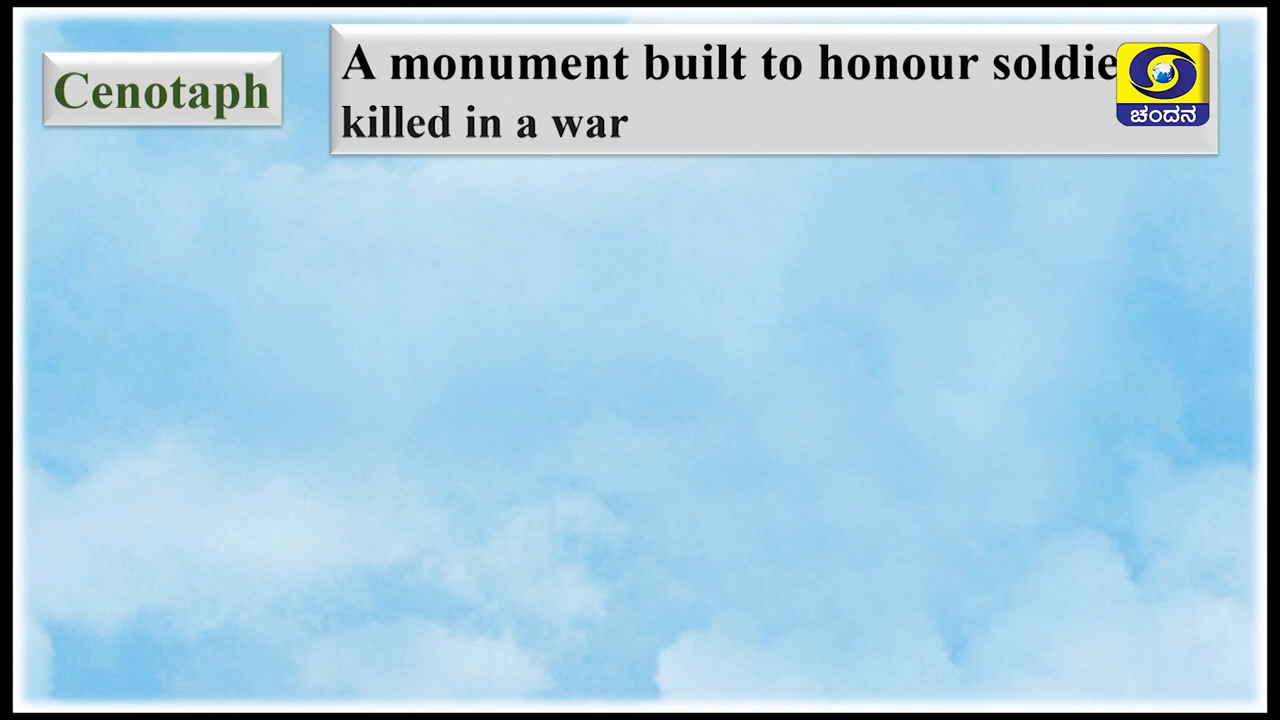 Cenotaph
A monument built to honour soldie
killed in a war
ಚಂದನ